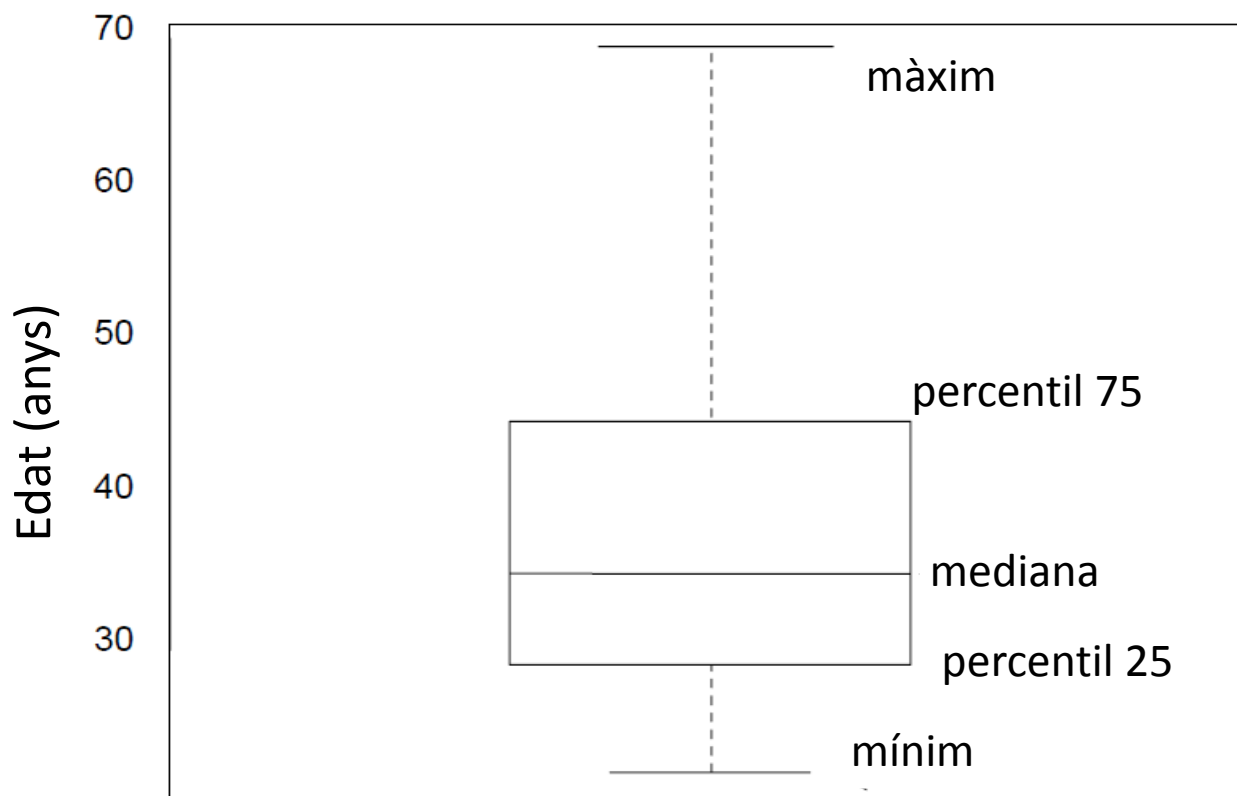 70
màxim
60
Edat (anys)
50
percentil 75
40
mediana
30
percentil 25
mínim